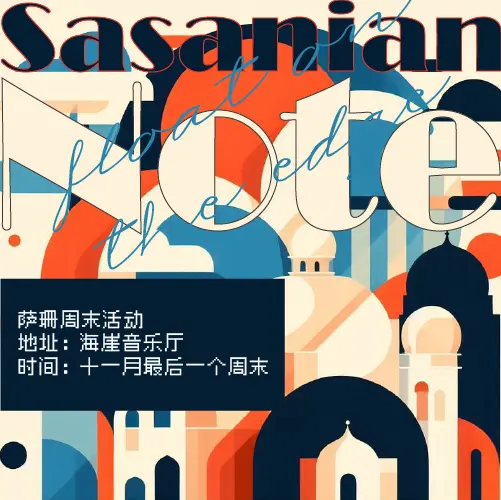 Sasanian
Note
float on
the edge
萨珊周末活动
地址：海崖音乐厅
时间：十一月最后一个周末